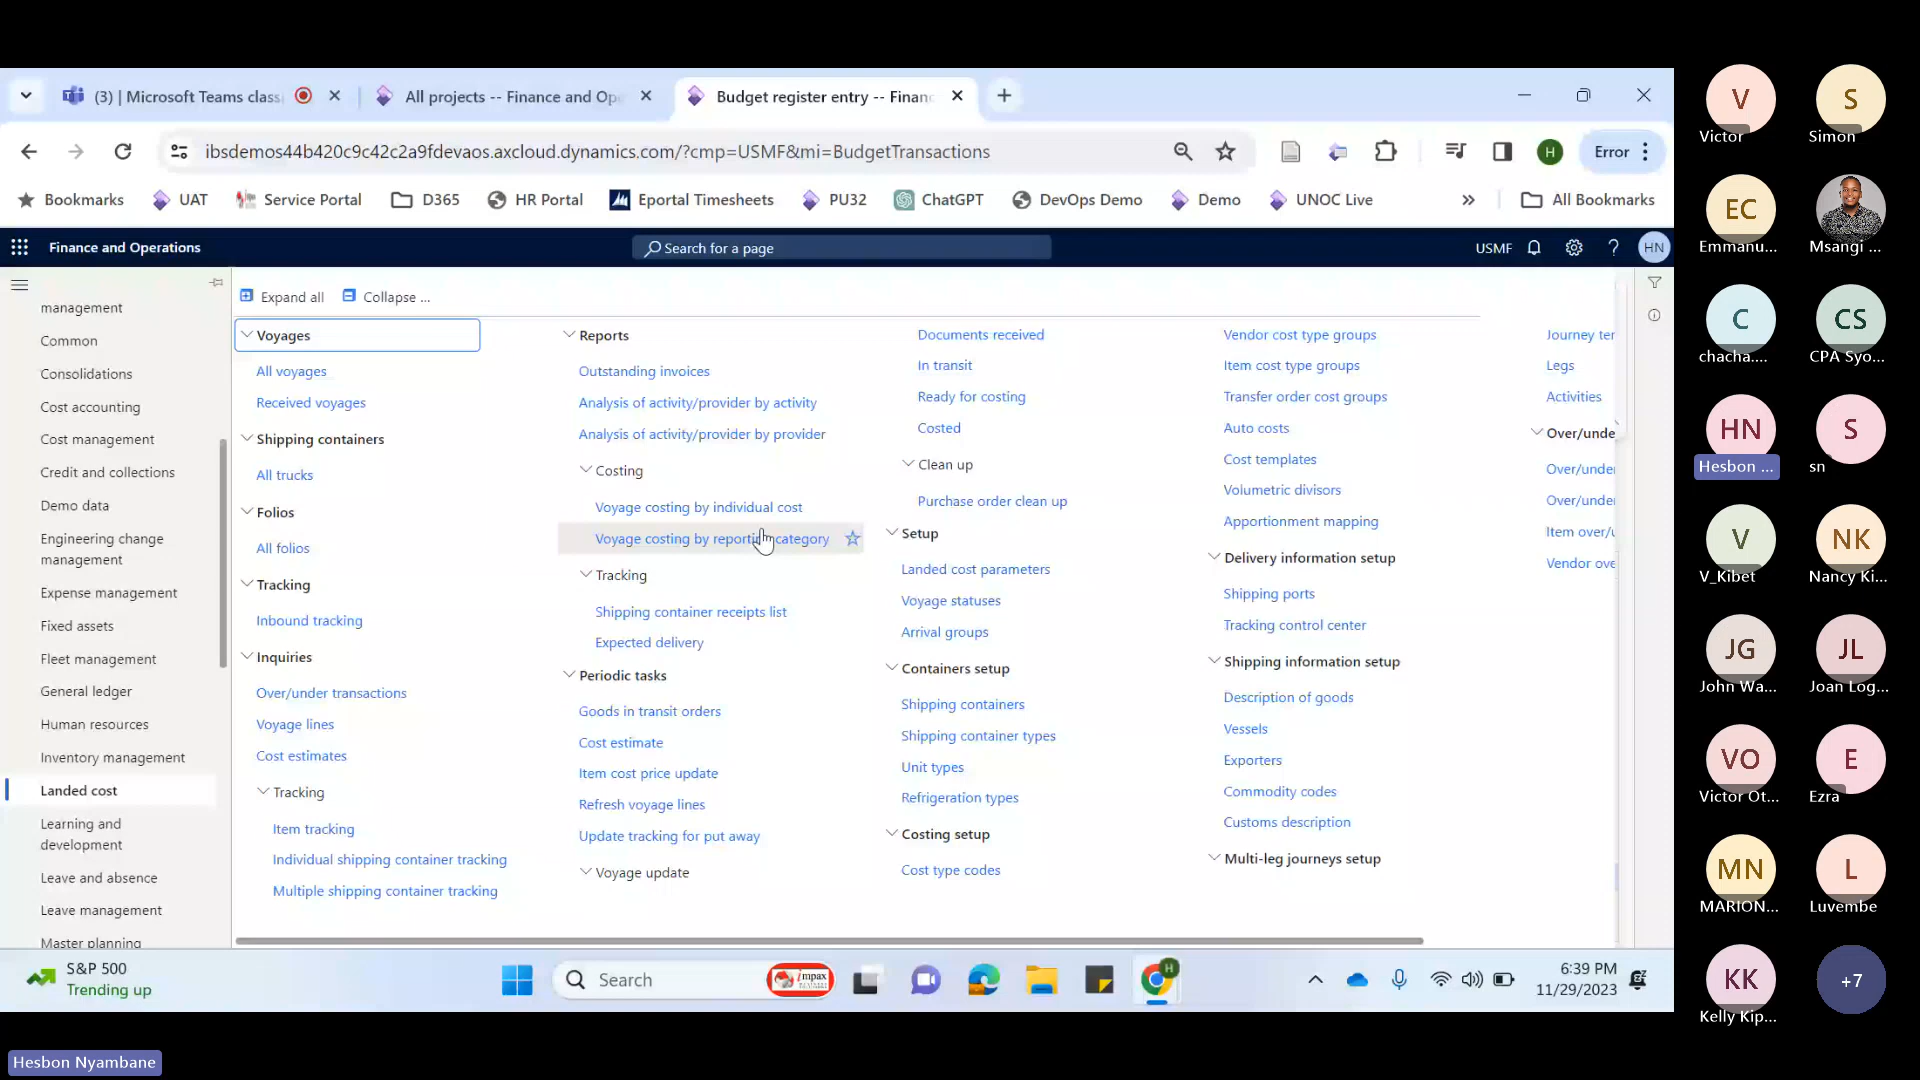 (3) | Microsoft Teams class
All projects -- Finance and Ope
Budget register entry -- Financ
ibsdemos44b420c9c42c2a9fdevaos.axcloud.dynamics.com/?cmp=USMF&mi=BudgetTransactions
H
Error
Bookmarks
UAT
Service Portal
D365
HR Portal
Eportal Timesheets
PU32
ChatGPT
DevOps Demo
Demo
UNOC Live
»
All Bookmarks
Finance and Operations
Search for a page
USMF
?
HN
management
Common
Consolidations
Cost accounting
Cost management
Credit and collections
Demo data
Engineering change
management
Expense management
Fixed assets
Fleet management
General ledger
Human resources
Inventory management
Landed cost
Learning and
development
Leave and absence
Leave management
Master planning
Expand all
Collapse ...
Voyages
All voyages
Received voyages
Shipping containers
All trucks
Folios
All folios
Tracking
Inbound tracking
Inquiries
Over/under transactions
Voyage lines
Cost estimates
Tracking
Item tracking
Individual shipping container tracking
Multiple shipping container tracking
Reports
Outstanding invoices
Analysis of activity/provider by activity
Analysis of activity/provider by provider
Costing
Voyage costing by individual cost
Voyage costing by reporting category
Tracking
Shipping container receipts list
Expected delivery
Periodic tasks
Goods in transit orders
Cost estimate
Item cost price update
Refresh voyage lines
Update tracking for put away
Voyage update
Documents received
In transit
Ready for costing
Costed
Clean up
Purchase order clean up
Setup
Landed cost parameters
Voyage statuses
Arrival groups
Containers setup
Shipping containers
Shipping container types
Unit types
Refrigeration types
Costing setup
Cost type codes
Vendor cost type groups
Item cost type groups
Transfer order cost groups
Auto costs
Cost templates
Volumetric divisors
Apportionment mapping
Delivery information setup
Shipping ports
Tracking control center
Shipping information setup
Description of goods
Vessels
Exporters
Commodity codes
Customs description
Multi-leg journeys setup
Journey ter
Legs
Activities
Over/unde
Over/unde
Over/unde
Item over/u
Vendor ove
S&P 500
Trending up
Search
impax
H
6:39 PM
11/29/2023
V
Victor
S
Simon
EC
Emmanu...
Msangi ...
C
chacha....
CS
CPA Syo...
HN
Hesbon ...
S
sn
V
V_Kibet
NK
Nancy Ki...
JG
John Wa...
JL
Joan Log...
VO
Victor Ot...
E
Ezra
MN
MARION...
L
Luvembe
KK
Kelly Kip...
+7
Hesbon Nyambane